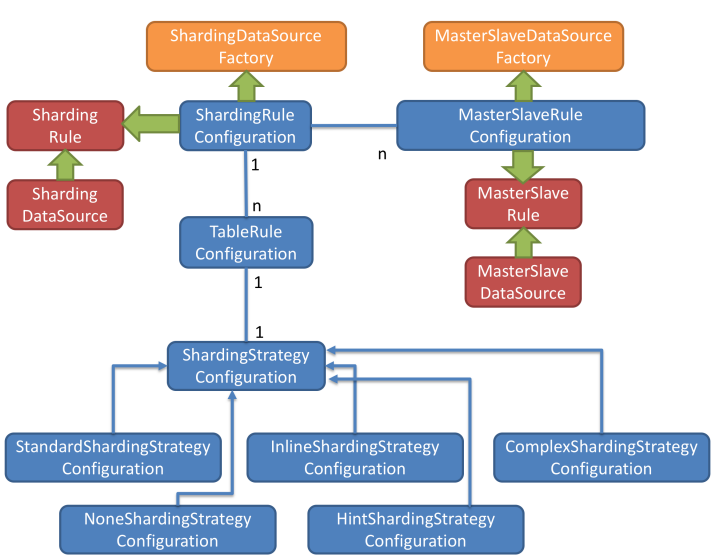 ShardingDataSource
Factory
MasterSlaveDataSource
Factory
Sharding
Rule
ShardingRule
Configuration
MasterSlaveRule
Configuration
1
n
n
Sharding
DataSource
MasterSlave
Rule
TableRule
Configuration
MasterSlave
DataSource
1
1
ShardingStrategy
Configuration
StandardShardingStrategy
Configuration
InlineShardingStrategy
Configuration
ComplexShardingStrategy
Configuration
NoneShardingStrategy
Configuration
HintShardingStrategy
Configuration